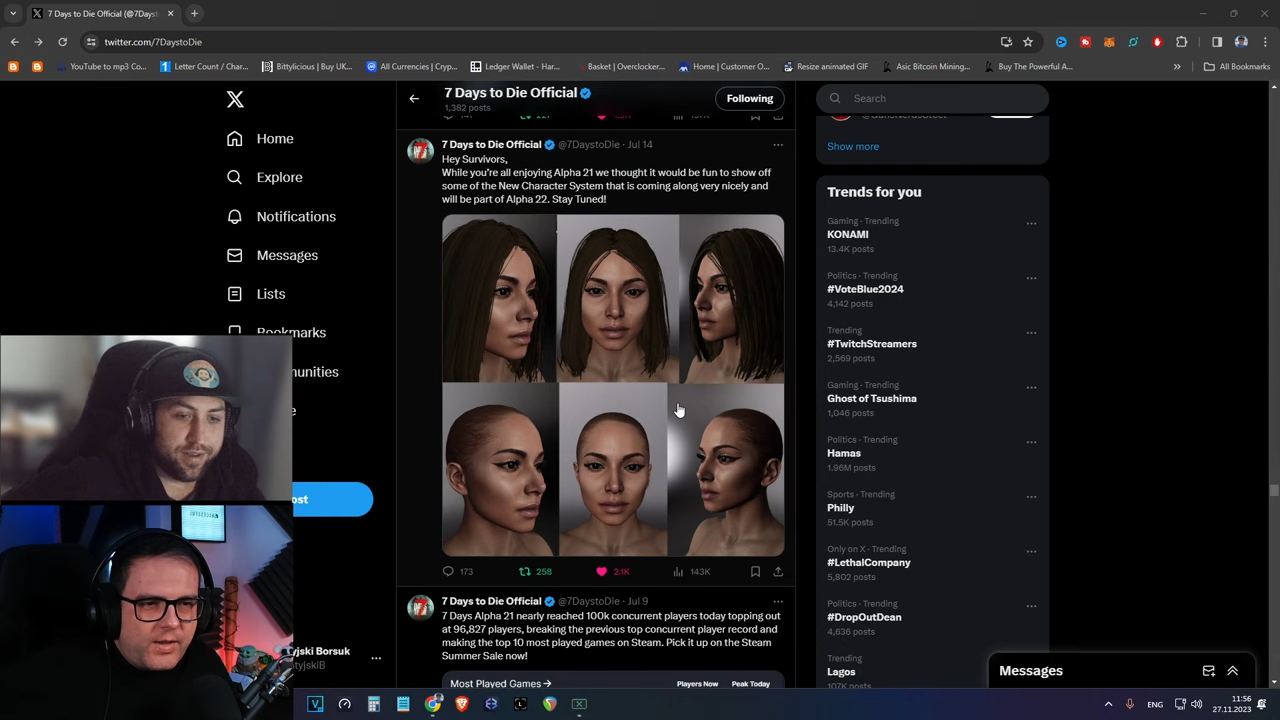 7 Days to Die Official (@7Days
twitter.com/7DaystoDie
YouTube to mp3 Co...
Letter Count / Char...
Bittylicious | Buy UK...
All Currencies | Cryp...
Ledger Wallet - Har...
Basket | Overclocker...
Home | Customer O...
Resize animated GIF
Asic Bitcoin Mining...
Buy The Powerful A...
All Bookmarks
Home
Explore
Notifications
Messages
Lists
Bookmarks
munities
e
ost
tyjski Borsuk
tyjskiB
7 Days to Die Official
1,382 posts
Following
7 Days to Die Official @7DaystoDie · Jul 14
Hey Survivors,
While you're all enjoying Alpha 21 we thought it would be fun to show off
some of the New Character System that is coming along very nicely and
will be part of Alpha 22. Stay Tuned!
173 258 2.1K 143K
7 Days to Die Official @7DaystoDie · Jul 9
7 Days Alpha 21 nearly reached 100k concurrent players today topping out
at 96,827 players, breaking the previous top concurrent player record and
making the top 10 most played games on Steam. Pick it up on the Steam
Summer Sale now!
Most Played Games → Players Now Peak Today
Search
Show more
Trends for you
Gaming · Trending
KONAMI
13.4K posts
Politics · Trending
#VoteBlue2024
4,142 posts
Trending
#TwitchStreamers
2,569 posts
Gaming · Trending
Ghost of Tsushima
1,046 posts
Politics · Trending
Hamas
1.96M posts
Sports · Trending
Philly
51.5K posts
Only on X · Trending
#LethalCompany
5,802 posts
Politics · Trending
#DropOutDean
4,636 posts
Trending
Lagos
107K posts
Messages
ENG
11:56
27.11.2023